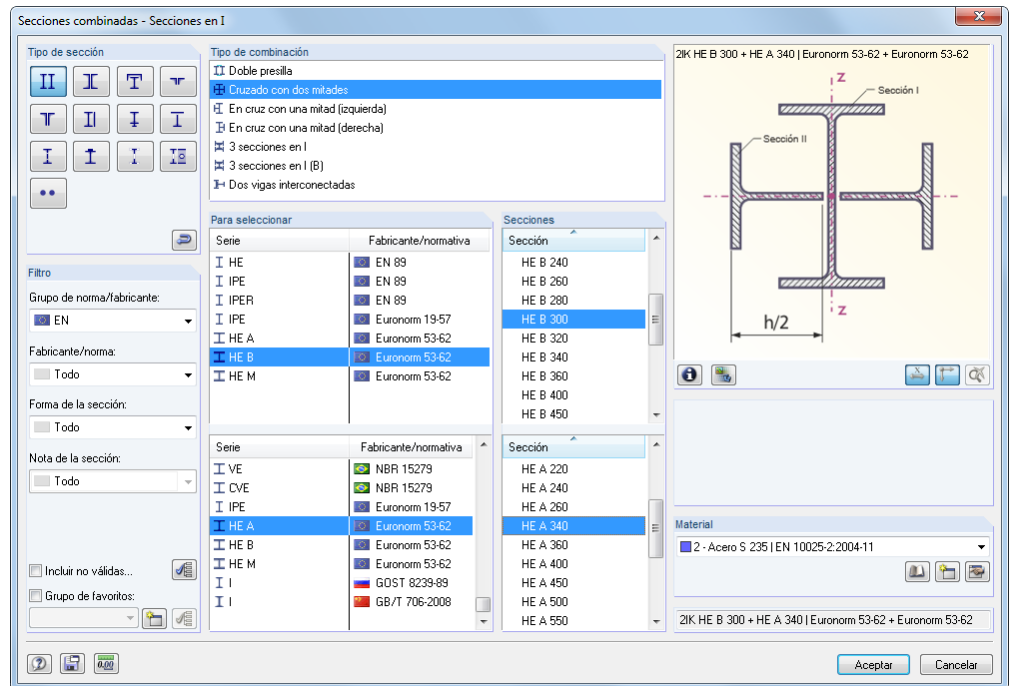 Secciones combinadas - Secciones en I
Tipo de sección
Filtro
Grupo de norma/fabricante:
EN
Fabricante/norma:
Todo
Forma de la sección:
Todo
Nota de la sección:
Todo
Incluir no válidas...
Grupo de favoritos:
Tipo de combinación
Doble presilla
Cruzado con dos mitades
En cruz con una mitad (izquierda)
En cruz con una mitad (derecha)
3 secciones en I
3 secciones en I (B)
Dos vigas interconectadas
Para seleccionar
Serie Fabricante/normativa
HE EN 89
IPE EN 89
IPER EN 89
IPE Euronorm 19-57
HE A Euronorm 53-62
HE B Euronorm 53-62
HE M Euronorm 53-62
Secciones
Sección
HE B 240
HE B 260
HE B 280
HE B 300
HE B 320
HE B 340
HE B 360
HE B 400
HE B 450
Serie Fabricante/normativa
VE NBR 15279
CVE NBR 15279
IPE Euronorm 19-57
HE A Euronorm 53-62
HE B Euronorm 53-62
HE M Euronorm 53-62
I GOST 8239-89
I GB/T 706-2008
Sección
HE A 220
HE A 240
HE A 260
HE A 340
HE A 360
HE A 400
HE A 450
HE A 500
HE A 550
2IK HE B 300 + HE A 340 | Euronorm 53-62 + Euronorm 53-62
Z
Sección I
Sección II
Z
h/2
Material
2 - Acero S 235 | EN 10025-2:2004-11
2IK HE B 300 + HE A 340 | Euronorm 53-62 + Euronorm 53-62
0,00
Aceptar
Cancelar